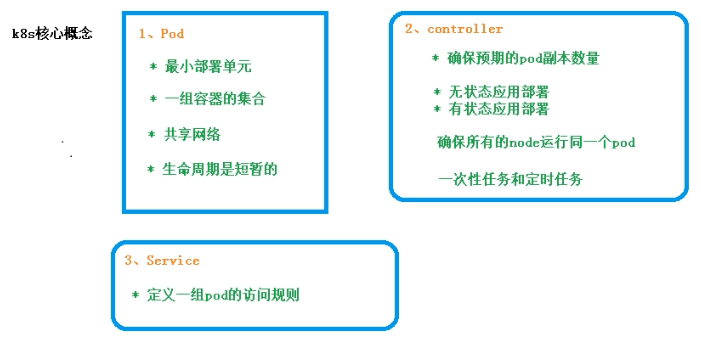 k8s核心概念
1、Pod
* 最小部署单元
* 一组容器的集合
* 共享网络
* 生命周期是短暂的
2、controller
* 确保预期的pod副本数量
* 无状态应用部署
* 有状态应用部署
确保所有的node运行同一个pod
一次性任务和定时任务
3、Service
* 定义一组pod的访问规则